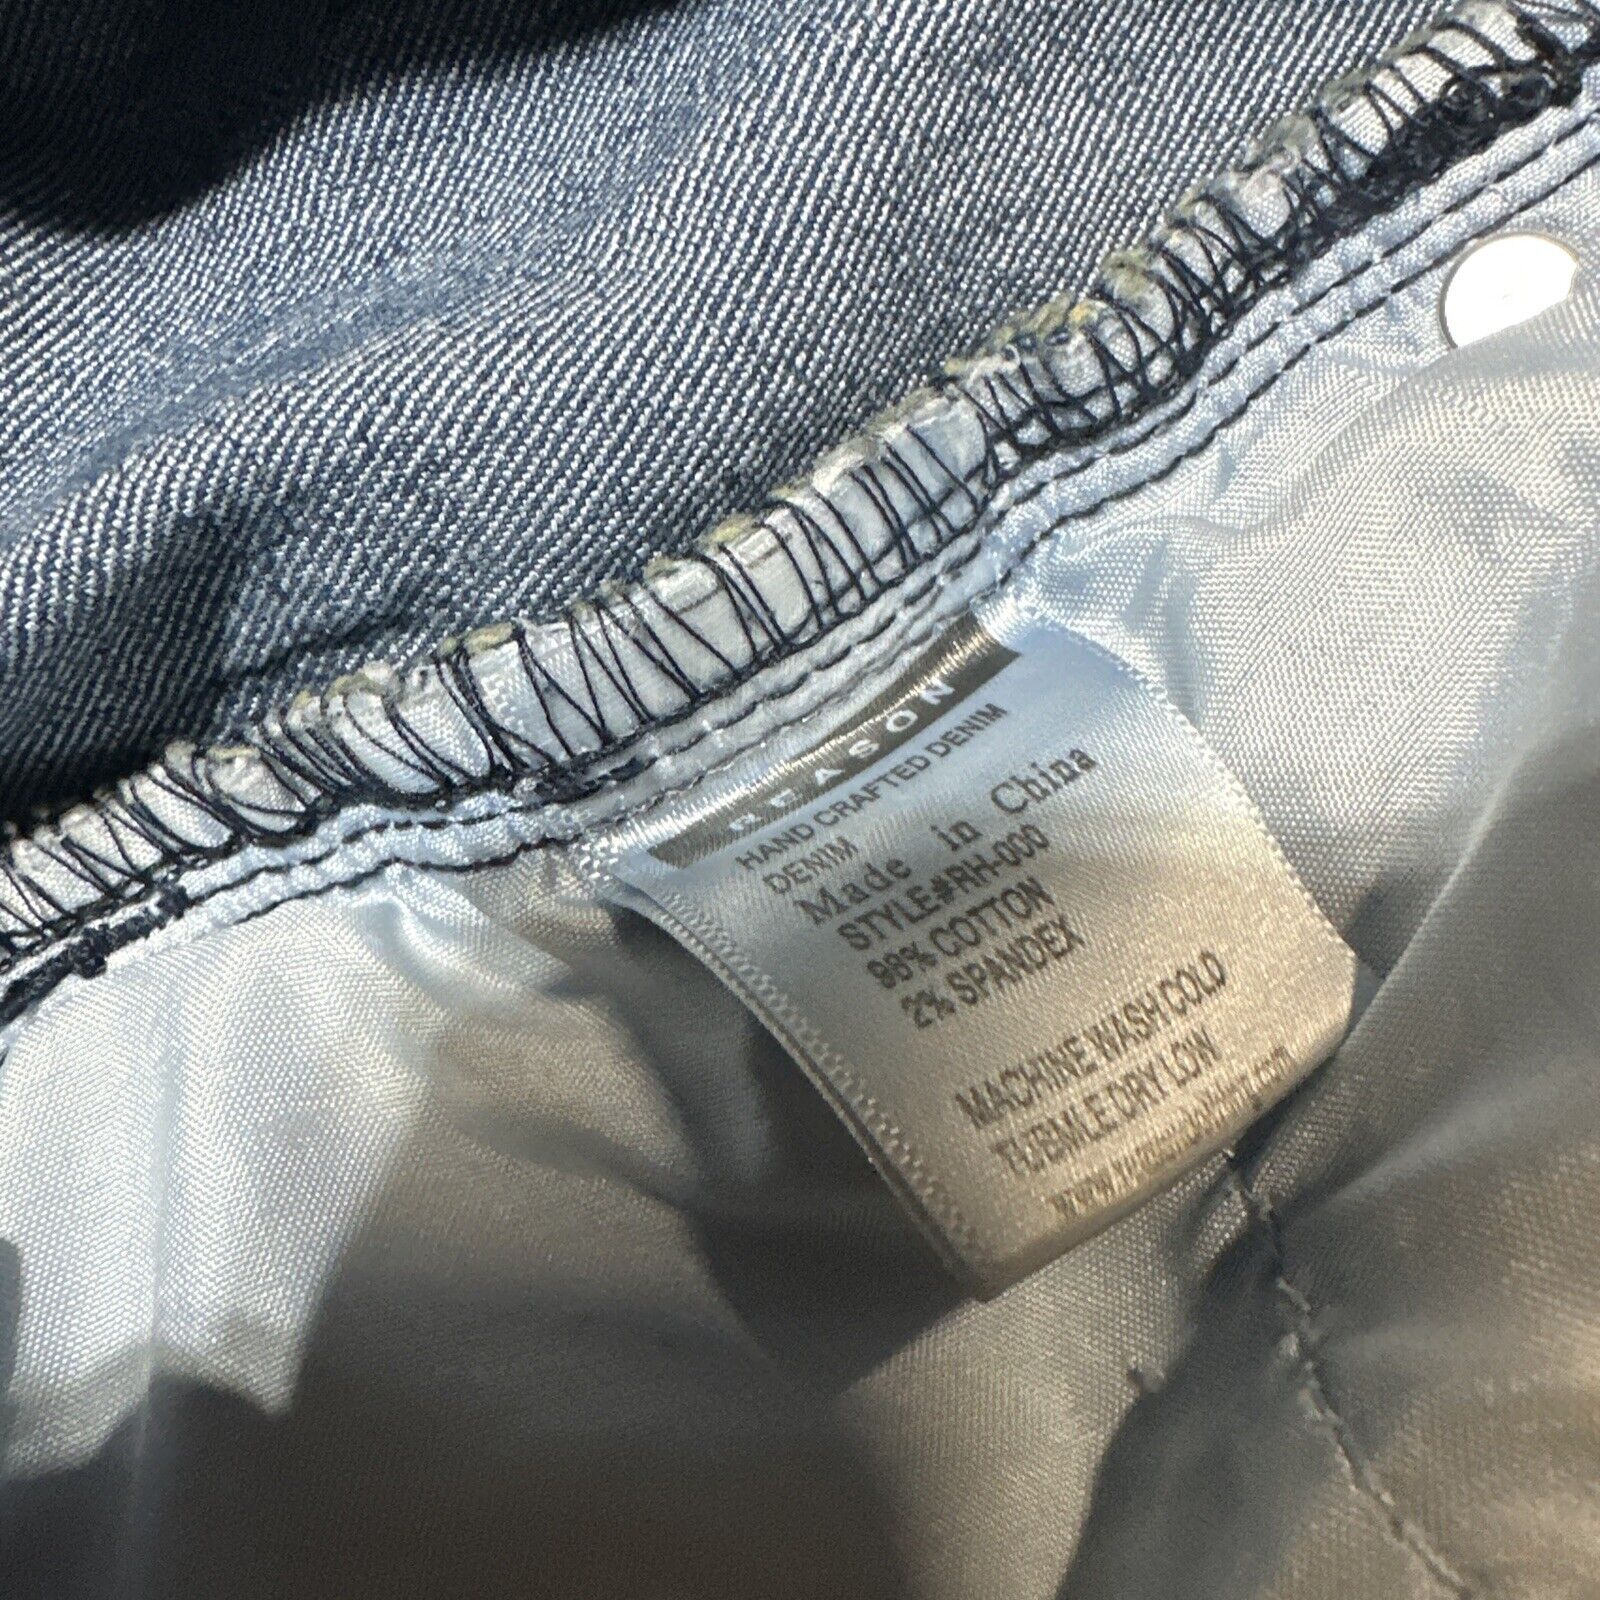 REASON
HAND CRAFTED DENIM
DENIM
Made in China
STYLE#RH-000
98% COTTON
2% SPANDEX
MACHINE WASH COLD
TUBMLE DRY LOW